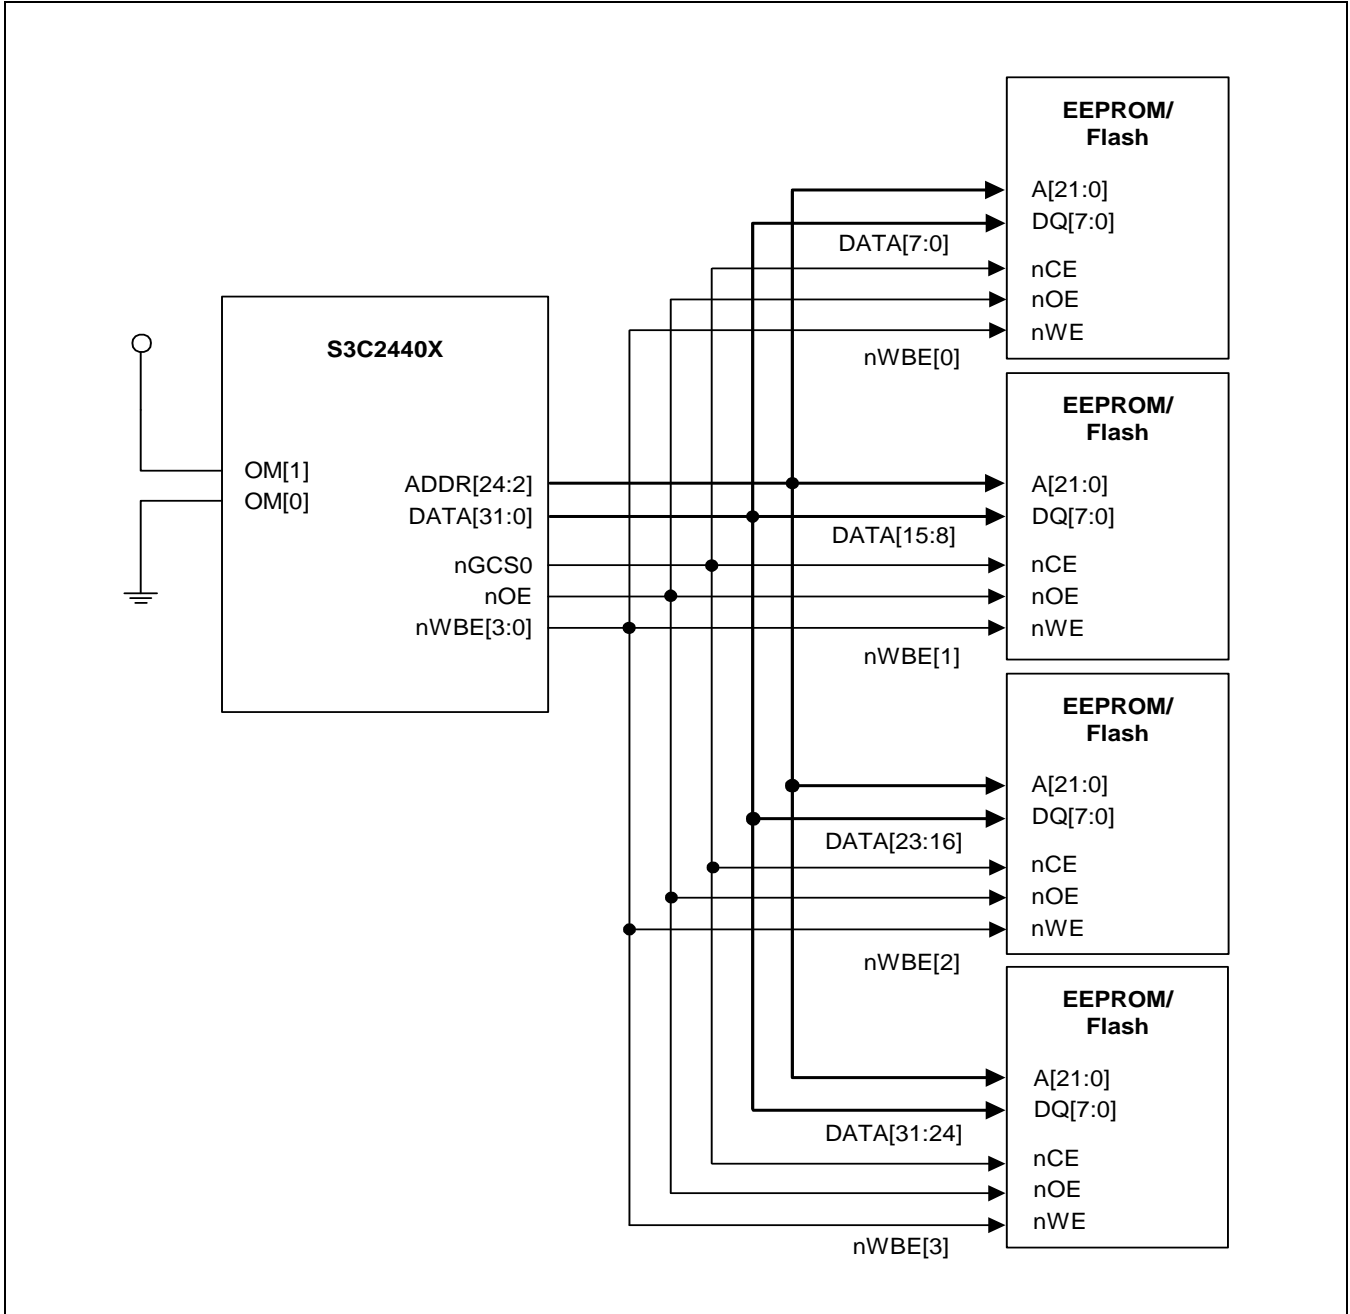 EEPROM/
Flash
A[21:0]
DQ[7:0]
DATA[7:0]
nCE
nOE
nWE
nWBE[0]
S3C2440X
OM[1]
OM[0]
ADDR[24:2]
DATA[31:0]
nGCS0
nOE
nWBE[3:0]
EEPROM/
Flash
A[21:0]
DQ[7:0]
DATA[15:8]
nCE
nOE
nWE
nWBE[1]
EEPROM/
Flash
A[21:0]
DQ[7:0]
DATA[23:16]
nCE
nOE
nWE
nWBE[2]
EEPROM/
Flash
A[21:0]
DQ[7:0]
DATA[31:24]
nCE
nOE
nWE
nWBE[3]